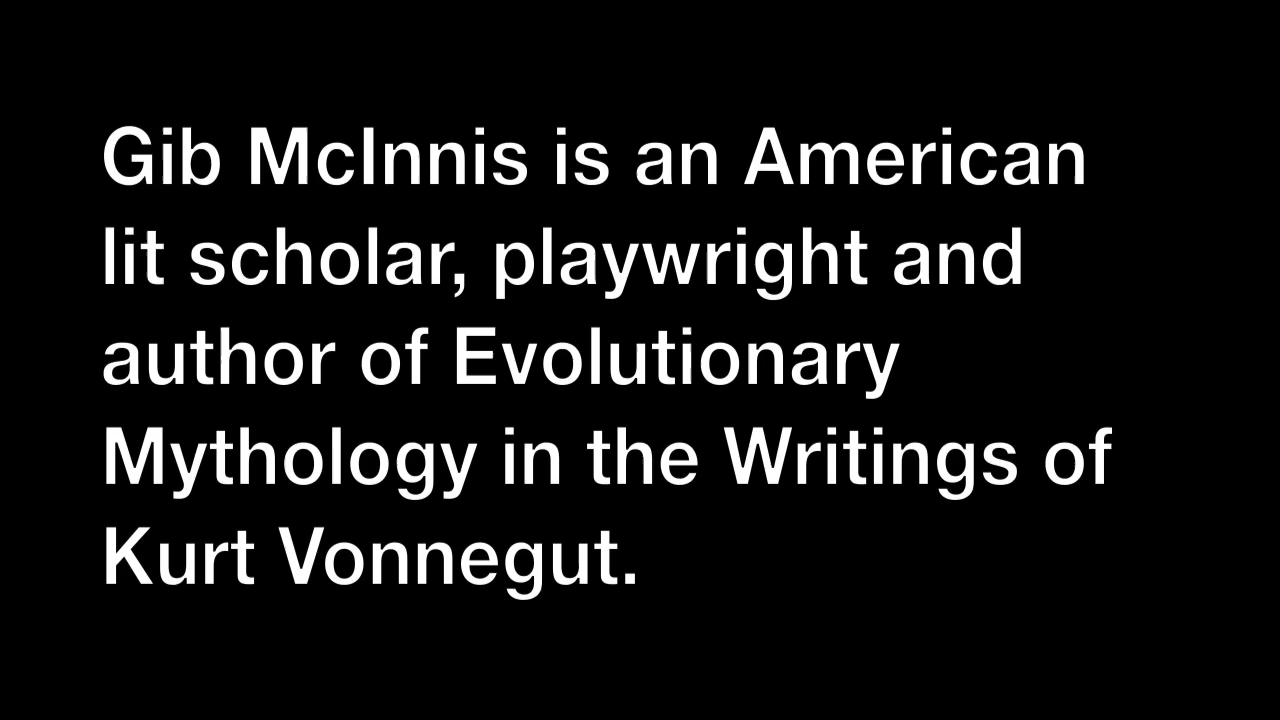 Gib McInnis is an American
lit scholar, playwright and
author of Evolutionary
Mythology in the Writings of
Kurt Vonnegut.